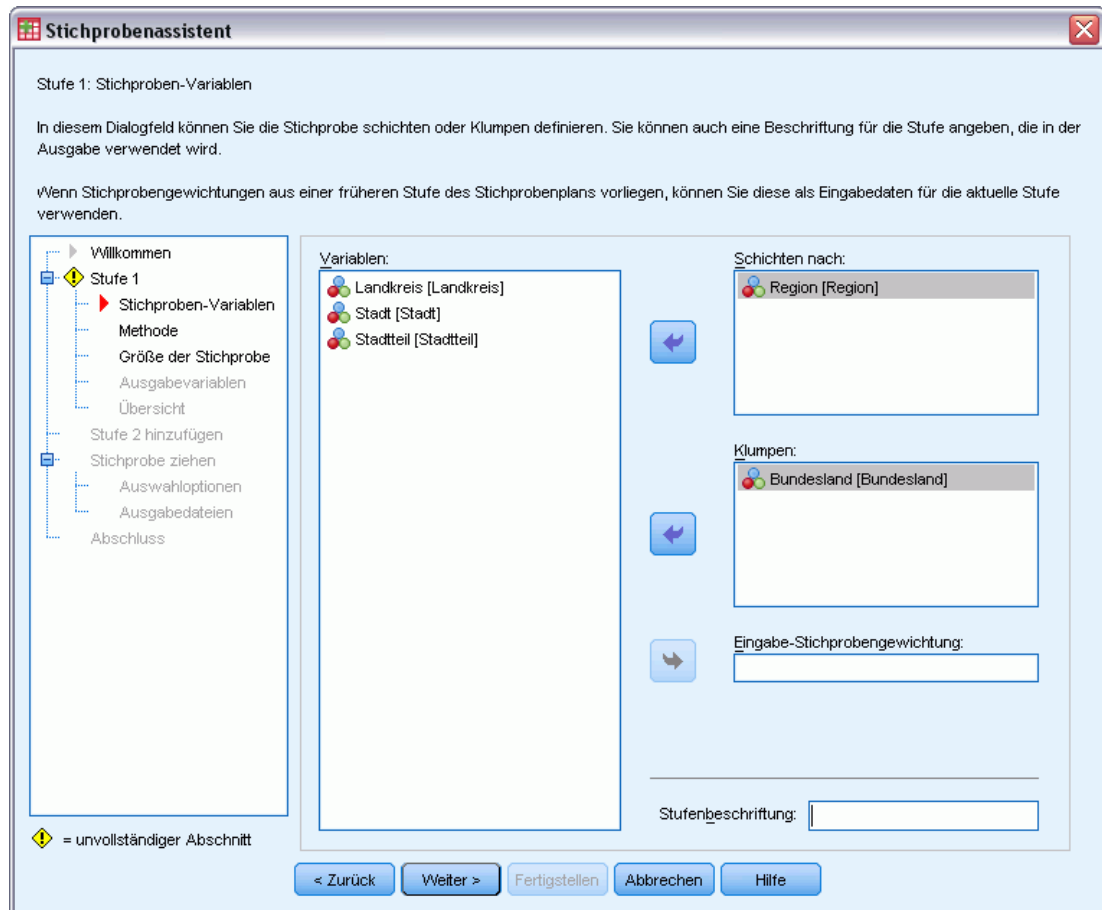 Stichprobenassistent
Stufe 1: Stichproben-Variablen
In diesem Dialogfeld können Sie die Stichprobe schichten oder Klumpen definieren. Sie können auch eine Beschriftung für die Stufe angeben, die in der
Ausgabe verwendet wird.
Wenn Stichprobengewichtungen aus einer früheren Stufe des Stichprobenplans vorliegen, können Sie diese als Eingabedaten für die aktuelle Stufe
verwenden.
Willkommen
Stufe 1
Stichproben-Variablen
Methode
Größe der Stichprobe
Ausgabevariablen
Übersicht
Stufe 2 hinzufügen
Stichprobe ziehen
Auswahloptionen
Ausgabedateien
Abschluss
! = unvollständiger Abschnitt
Variablen:
Landkreis [Landkreis]
Stadt [Stadt]
Stadtteil [Stadtteil]
Schichten nach:
Region [Region]
Klumpen:
Bundesland [Bundesland]
Eingabe-Stichprobengewichtung:
Stufenbeschriftung:
< Zurück
Weiter >
Fertigstellen
Abbrechen
Hilfe